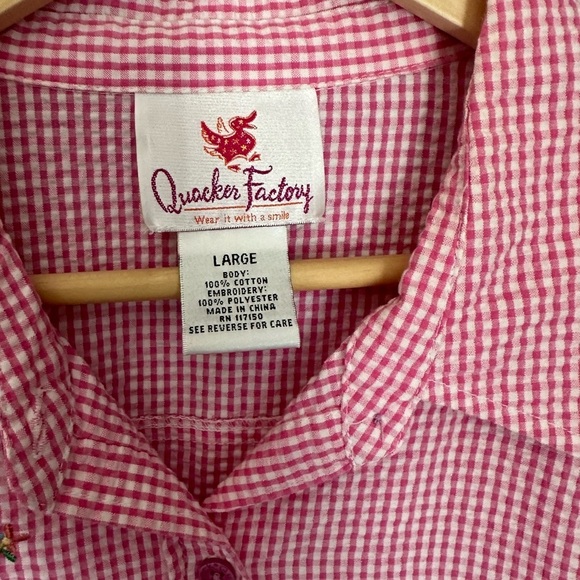 Quacker Factory
Wear it with a smile
LARGE
BODY:
100% COTTON
EMBROIDERY:
100% POLYESTER
MADE IN CHINA
RN 117150
SEE REVERSE FOR CARE